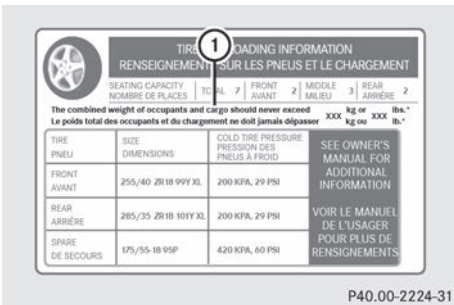 1
TIRE LOADING INFORMATION
RENSEIGNEMENTS SUR LES PNEUS ET LE CHARGEMENT
SEATING CAPACITY TOTAL 7 FRONT 2 MIDDLE 3 REAR 2
NOMBRE DE PLACES AVANT MILIEU ARRIÈRE
The combined weight of occupants and cargo should never exceed XXX kg or XXX lbs.*
Le poids total des occupants et du chargement ne doit jamais dépasser kg ou lb.*
TIRE SIZE COLD TIRE PRESSURE
PNEU DIMENSIONS PRESSION DES
PNEUS À FROID
FRONT
AVANT
255/40 ZR18 99Y XL 200 KPA, 29 PSI
REAR
ARRIÈRE
285/35 ZR18 101Y XL 200 KPA, 29 PSI
SPARE
DE SECOURS
175/55-18 95P 420 KPA, 60 PSI
SEE OWNER'S
MANUAL FOR
ADDITIONAL
INFORMATION
VOIR LE MANUEL
DE L'USAGER
POUR PLUS DE
RENSIGNEMENTS
P40.00-2224-31